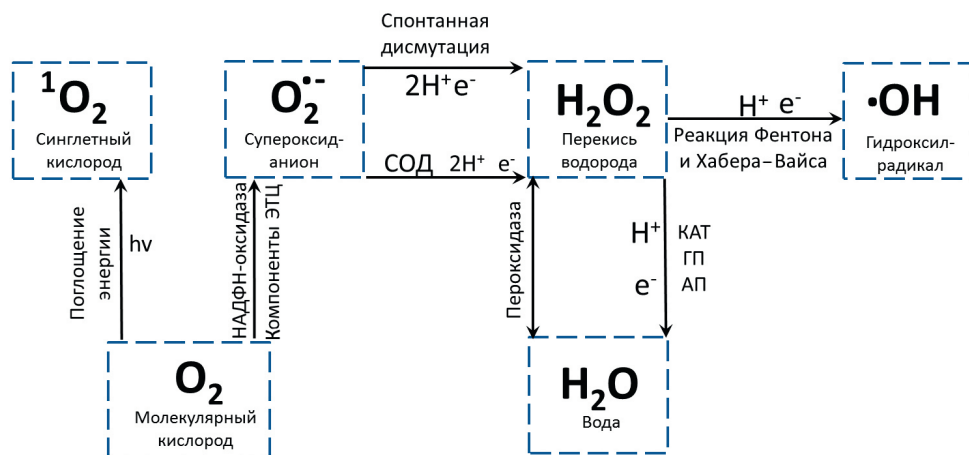 Спонтанная
дисмутация
2H⁺e⁻
¹O₂
Синглетный
кислород
O₂•⁻
Супероксид-
анион
H₂O₂
Перекись
водорода
H⁺ e⁻
Реакция Фентона
и Хабера–Вайса
•OH
Гидроксил-
радикал
СОД 2H⁺ e⁻
Поглощение
энергии
hv
НАДФН-оксидаза
Компоненты ЭТЦ
Пероксидаза
H⁺
e⁻
КАТ
ГП
АП
O₂
Молекулярный
кислород
H₂O
Вода